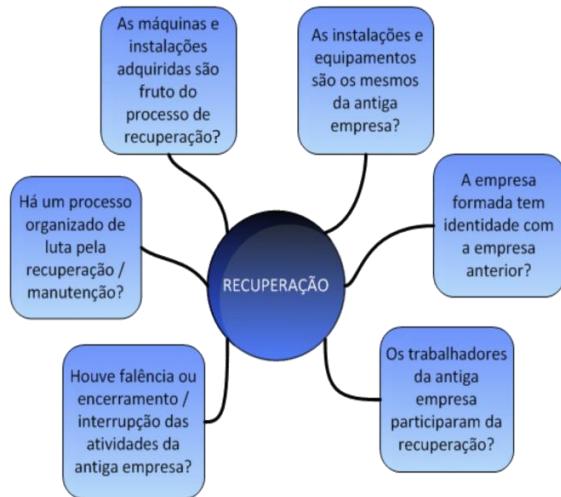 As máquinas e
instalações
adquiridas são
fruto do
processo de
recuperação?
As instalações e
equipamentos
são os mesmos
da antiga
empresa?
A empresa
formada tem
identidade com
a empresa
anterior?
Há um processo
organizado de
luta pela
recuperação /
manutenção?
RECUPERAÇÃO
Houve falência ou
encerramento /
interrupção das
atividades da
antiga empresa?
Os trabalhadores
da antiga
empresa
participaram da
recuperação?